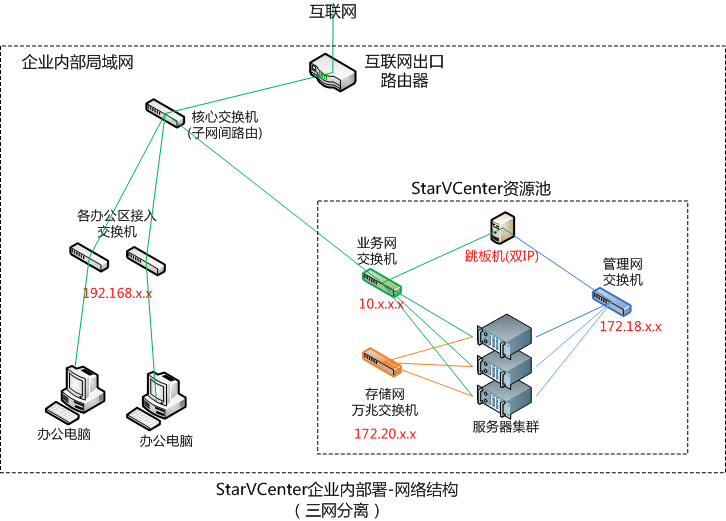 互联网
企业内部局域网
互联网出口
路由器
核心交换机
(子网间路由)
StarVCenter资源池
各办公区接入
交换机
192.168.x.x
业务网
交换机
10.x.x.x
跳板机(双IP)
管理网
交换机
172.18.x.x
存储网
万兆交换机
172.20.x.x
服务器集群
办公电脑
办公电脑
StarVCenter企业内部署-网络结构
（三网分离）